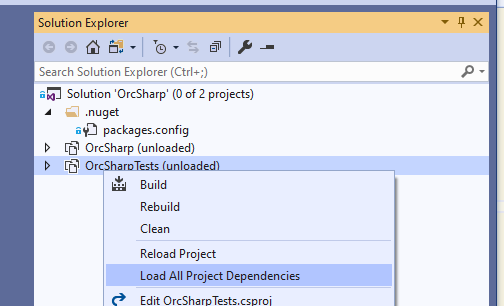 Solution Explorer
Search Solution Explorer (Ctrl+;)
Solution 'OrcSharp' (0 of 2 projects)
.nuget
packages.config
OrcSharp (unloaded)
OrcSharpTests (unloaded)
Build
Rebuild
Clean
Reload Project
Load All Project Dependencies
Edit OrcSharpTests.csproj